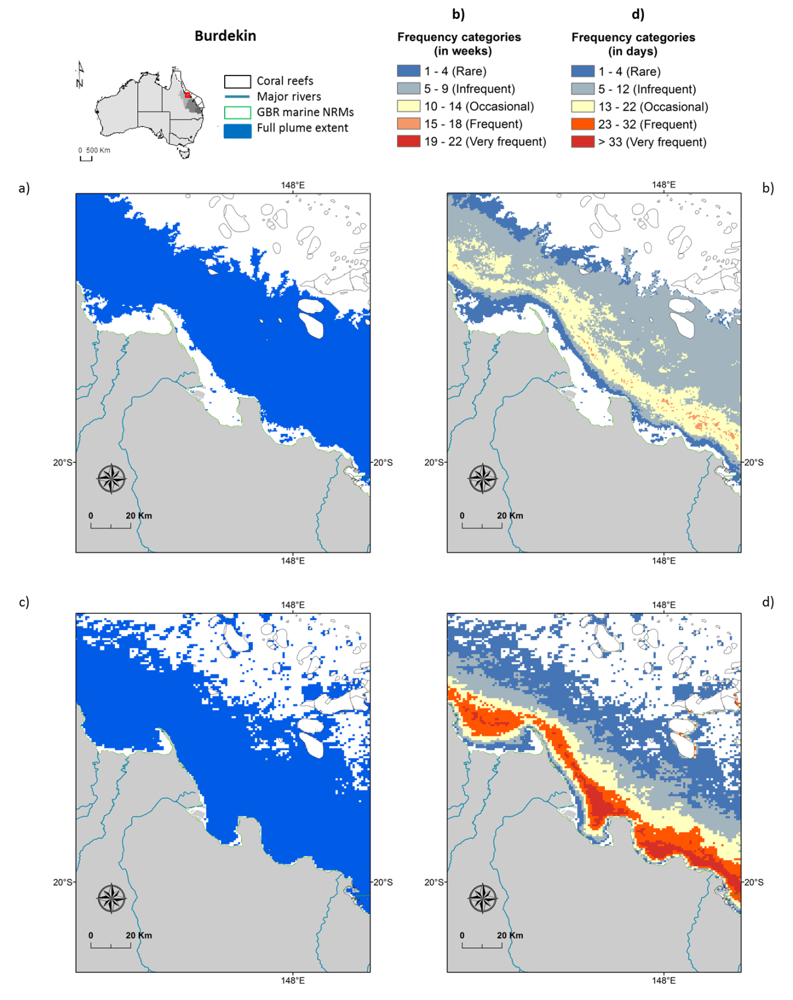 Burdekin
N
0 500 Km
Coral reefs
Major rivers
GBR marine NRMs
Full plume extent
b)
Frequency categories
(in weeks)
1 - 4 (Rare)
5 - 9 (Infrequent)
10 - 14 (Occasional)
15 - 18 (Frequent)
19 - 22 (Very frequent)
d)
Frequency categories
(in days)
1 - 4 (Rare)
5 - 12 (Infrequent)
13 - 22 (Occasional)
23 - 32 (Frequent)
> 33 (Very frequent)
a)
148°E
20°S
20°S
0 20 Km
148°E
b)
148°E
20°S
20°S
0 20 Km
148°E
c)
148°E
20°S
20°S
0 20 Km
148°E
d)
148°E
20°S
20°S
0 20 Km
148°E